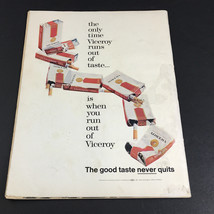 the
only
time
Viceroy
runs
out
of
taste...
is
when
you
run
out of
Viceroy
The good taste never quits